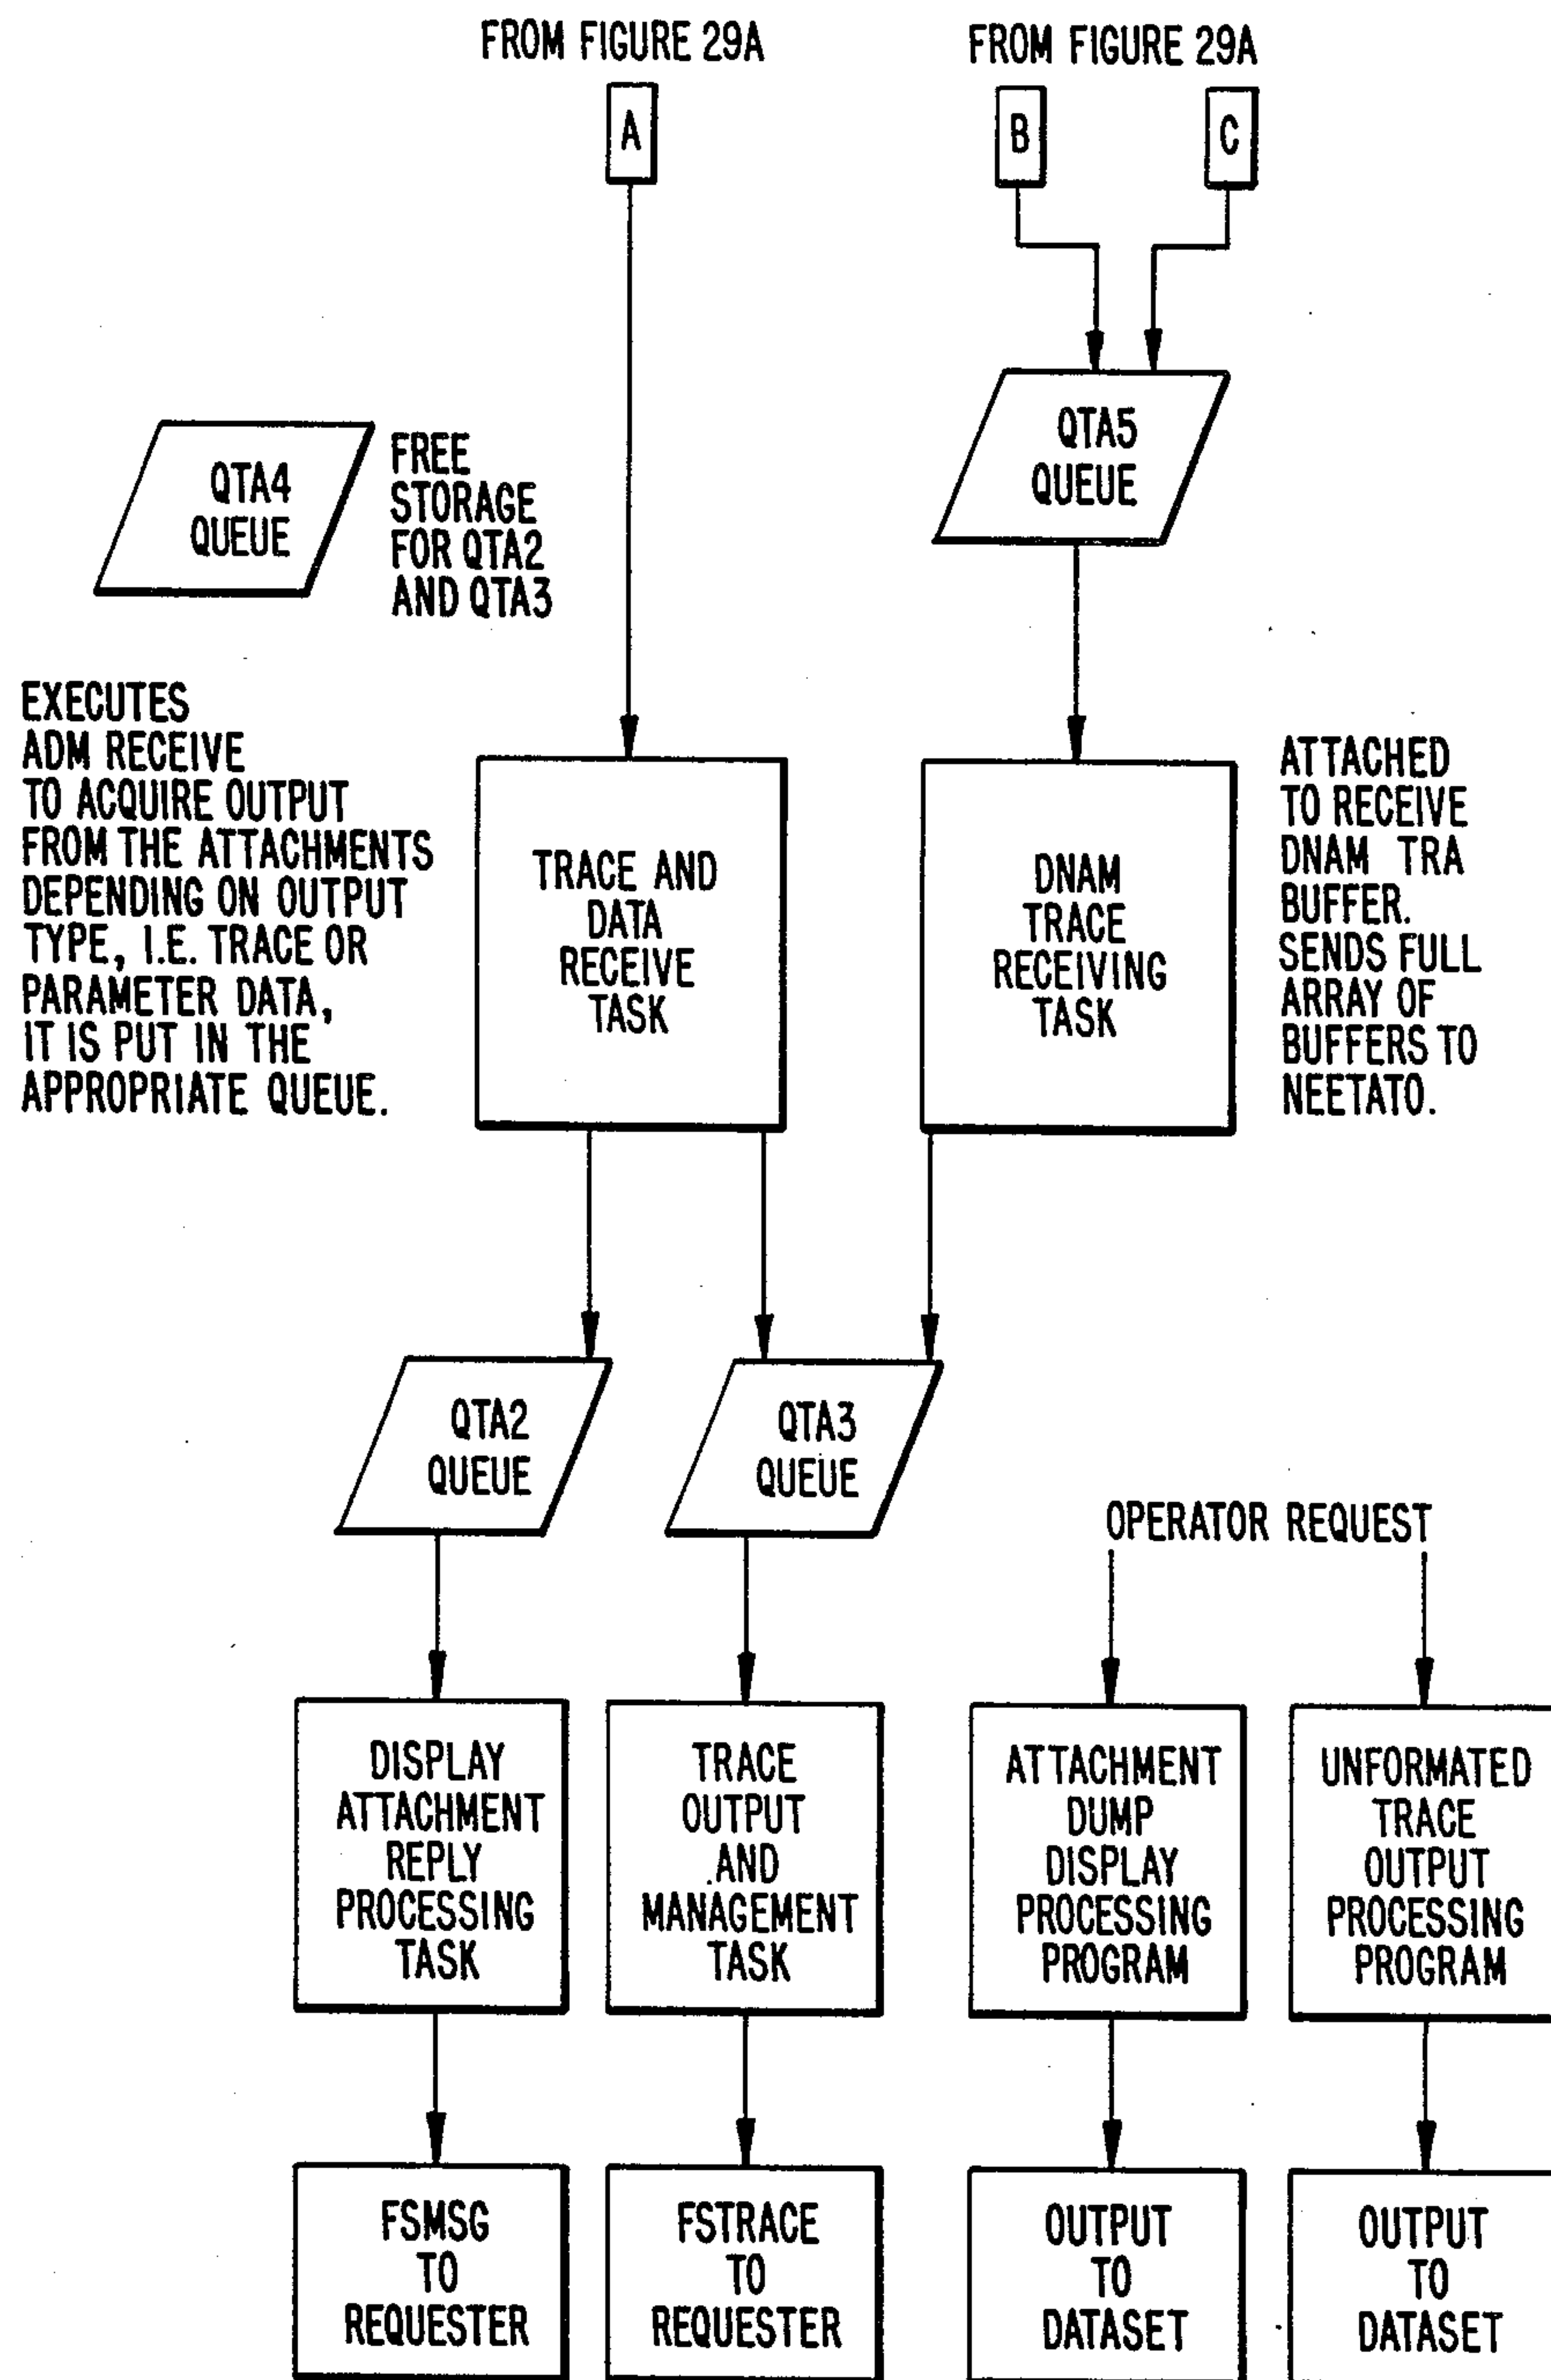 FROM FIGURE 29A
FROM FIGURE 29A
A
B
C
QTA5
QUEUE
QTA4
QUEUE
FREE
STORAGE
FOR QTA2
AND QTA3
EXECUTES
ADM RECEIVE
TO ACQUIRE OUTPUT
FROM THE ATTACHMENTS
DEPENDING ON OUTPUT
TYPE, I.E. TRACE OR
PARAMETER DATA,
IT IS PUT IN THE
APPROPRIATE QUEUE.
TRACE AND
DATA
RECEIVE
TASK
DNAM
TRACE
RECEIVING
TASK
ATTACHED
TO RECEIVE
DNAM TRA
BUFFER.
SENDS FULL
ARRAY OF
BUFFERS TO
NEETATO.
QTA2
QUEUE
QTA3
QUEUE
OPERATOR REQUEST
DISPLAY
ATTACHMENT
REPLY
PROCESSING
TASK
TRACE
OUTPUT
AND
MANAGEMENT
TASK
ATTACHMENT
DUMP
DISPLAY
PROCESSING
PROGRAM
UNFORMATED
TRACE
OUTPUT
PROCESSING
PROGRAM
FSMSG
TO
REQUESTER
FSTRACE
TO
REQUESTER
OUTPUT
TO
DATASET
OUTPUT
TO
DATASET